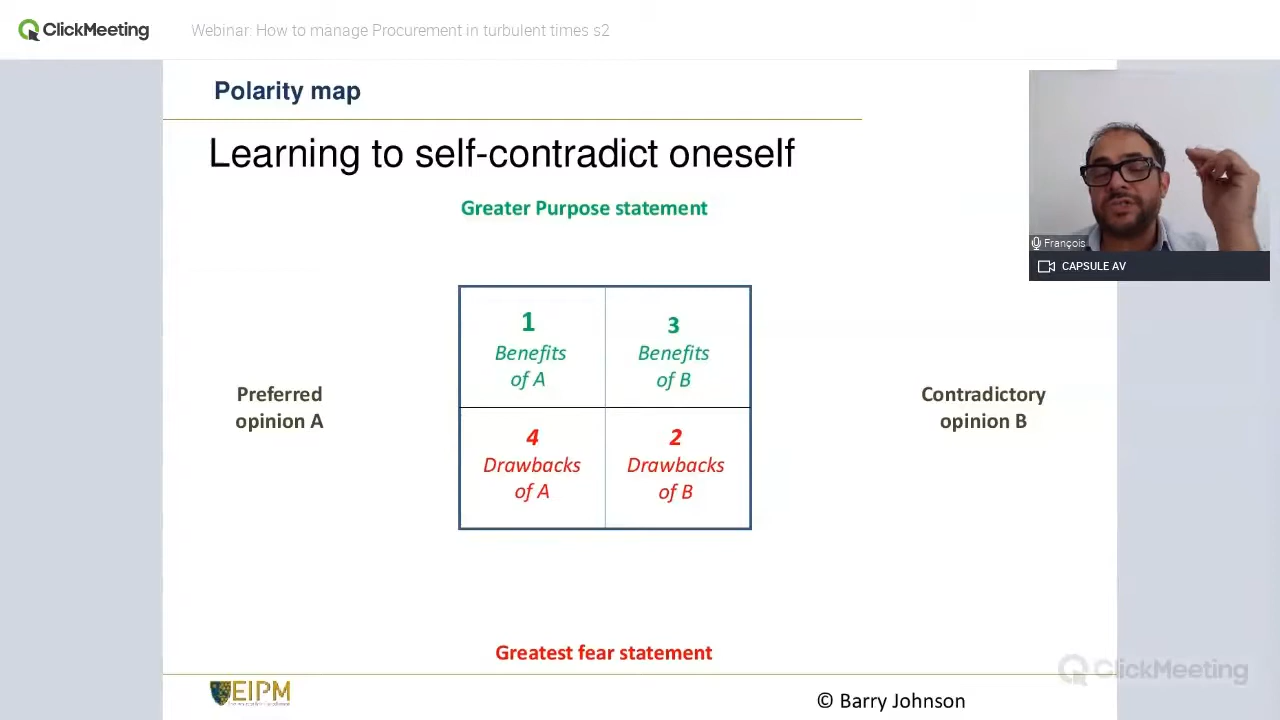 ClickMeeting
Webinar: How to manage Procurement in turbulent times s2
Polarity map
Learning to self-contradict oneself
Greater Purpose statement
François
CAPSULE AV
1
Benefits
of A
3
Benefits
of B
Preferred
opinion A
Contradictory
opinion B
4
Drawbacks
of A
2
Drawbacks
of B
Greatest fear statement
ClickMeeting
EIPM
© Barry Johnson